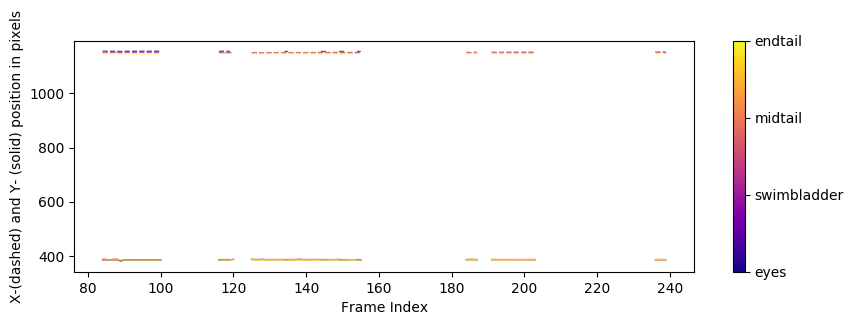 X-(dashed) and Y- (solid) position in pixels
1000
800
600
400
80 100 120 140 160 180 200 220 240
Frame Index
endtail
midtail
swimbladder
eyes